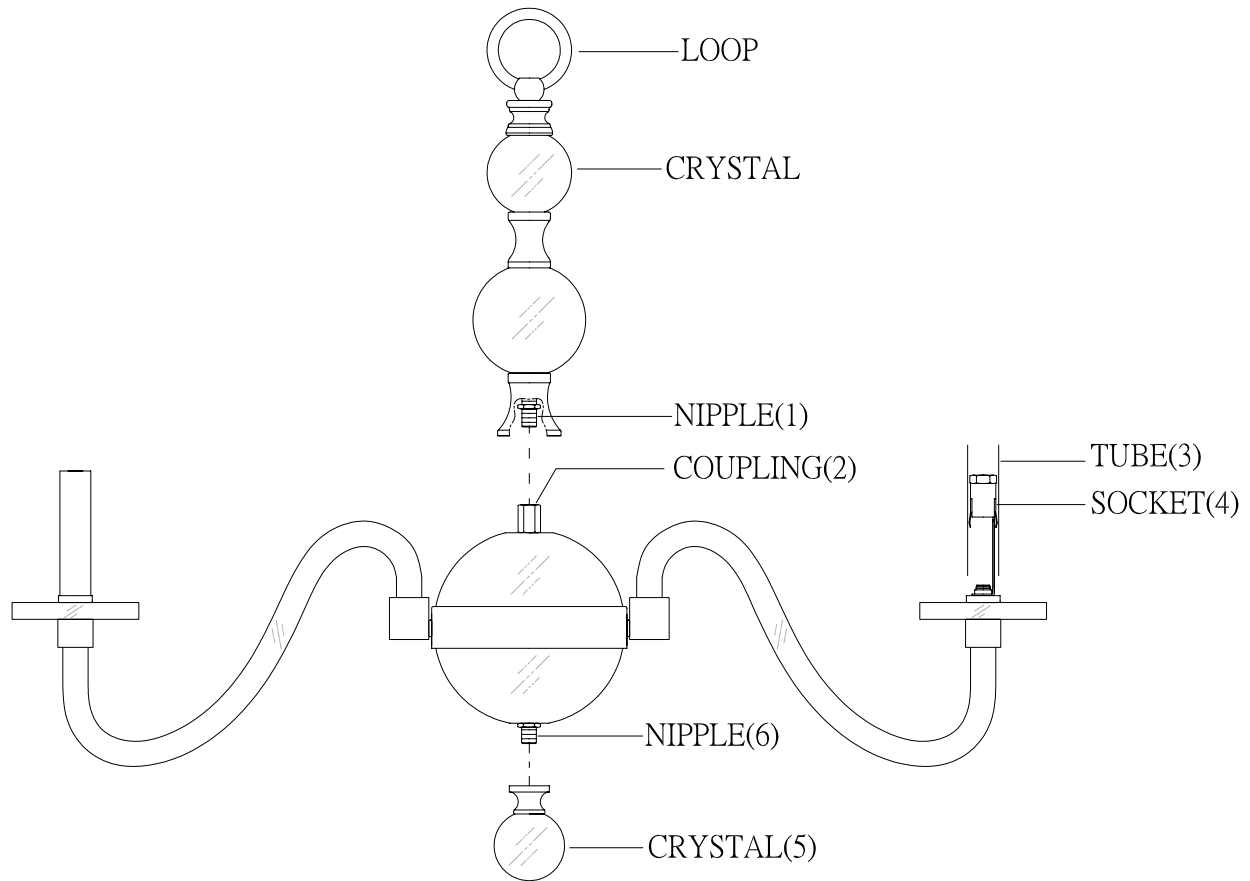 LOOP
CRYSTAL
NIPPLE(1)
COUPLING(2)
TUBE(3)
SOCKET(4)
NIPPLE(6)
CRYSTAL(5)